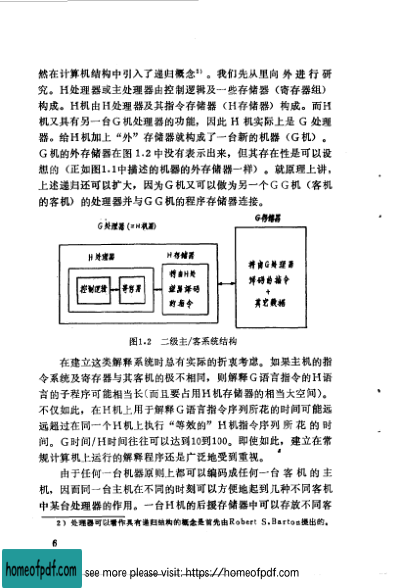 然在计算机结构中引入了递归概念²⁾。我们先从里向外进行研
究。H处理器或主处理器由控制逻辑及一些存储器（寄存器组）
构成。H机由H处理器及其指令存储器（H存储器）构成。而H
机又具有另一台G机处理器的功能，因此H机实际上是G处理
器。给H机加上“外”存储器就构成了一台新的机器（G机）。
G机的外存储器在图1.2中没有表示出来，但其存在性是可以设
想的（正如图1.1中描述的机器的外存储器一样）。就原理上讲，
上述递归还可以扩大，因为G机又可以做为另一个GG机（客机
的客机）的处理器并与GG机的程序存储器连接。
G处理器(=H机器)
G存储器
H处理器
H存储器
控制逻辑
寄存器
将由H处
理器译码
的指令
将由G处理器
译码的指令
+
其它数据
图1.2 二级主/客系统结构
在建立这类解释系统时总有实际的折衷考虑。如果主机的指
令系统及寄存器与其客机的极不相同，则解释G语言指令的H语
言的子程序可能相当长（而且要占用H机存储器的相当大空间）。
不仅如此，在H机上用于解释G语言指令序列所花的时间可能远
远超过在同一个H机上执行“等效的”H机指令序列所花的时
间。G时间/H时间往往可以达到10到100。即使如此，建立在常
规计算机上运行的解释程序还是广泛地受到重视。
由于任何一台机器原则上都可以编码成任何一台客机的主
机，因而同一台主机在不同的时刻可以方便地起到几种不同客机
中某台处理器的作用。一台H机的后援存储器中可以存放不同客
2）处理器可以看作具有递归结构的概念是首先由Robert S.Barton提出的。
6
homeofpdf.com
see more please visit: https://homeofpdf.com